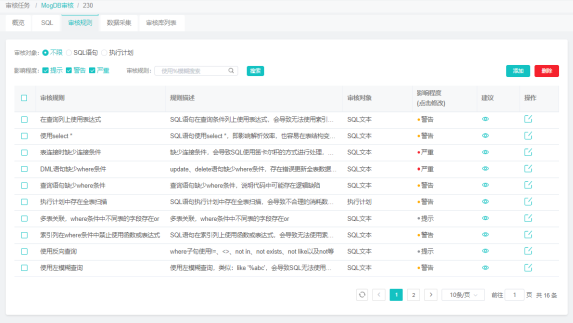 审核任务 / MogDB审核 / 230
概览 SQL 审核规则 数据采集 审核库列表
审核对象: 不限 SQL语句 执行计划
影响程度: 提示 警告 严重 审核规则: 使用%模糊搜索 搜索 添加 删除
审核规则 规则描述 审核对象 影响程度 建议 操作
(点击修改)
在查询列上使用表达式 SQL语句在查询条件列上使用表达式，会导致无法使用索引... SQL文本 警告
使用select * SQL语句使用select *，即影响解析效率，也容易在表结构变... SQL文本 警告
表连接时缺少连接条件 缺少连接条件，会导致SQL使用笛卡尔积的方式进行处理， SQL文本 严重
DML语句缺少where条件 update、delete语句缺少where条件，存在错误更新全表数据... SQL文本 严重
查询语句缺少where条件 查询语句缺少where条件，说明代码中可能存在逻辑缺陷 SQL文本 警告
执行计划中存在全表扫描 SQL语句执行计划中存在全表扫描，会导致不合理的消耗数... 执行计划 警告
多表关联，where条件中不同表的字段存在or 多表关联，where条件中不同表的字段存在or SQL文本 提示
索引列在where条件中禁止使用函数或表达式 SQL语句在索引列上使用函数或表达式，会导致无法使用索... SQL文本 警告
使用反向查询 where子句使用!=、<>、not in、not exists、not like以及not等 SQL文本 提示
使用左模糊查询 使用左模糊查询，类似：like '%abc'，会导致SQL无法使用... SQL文本 警告
1 2 10条/页 前往 1 页 共 16 条